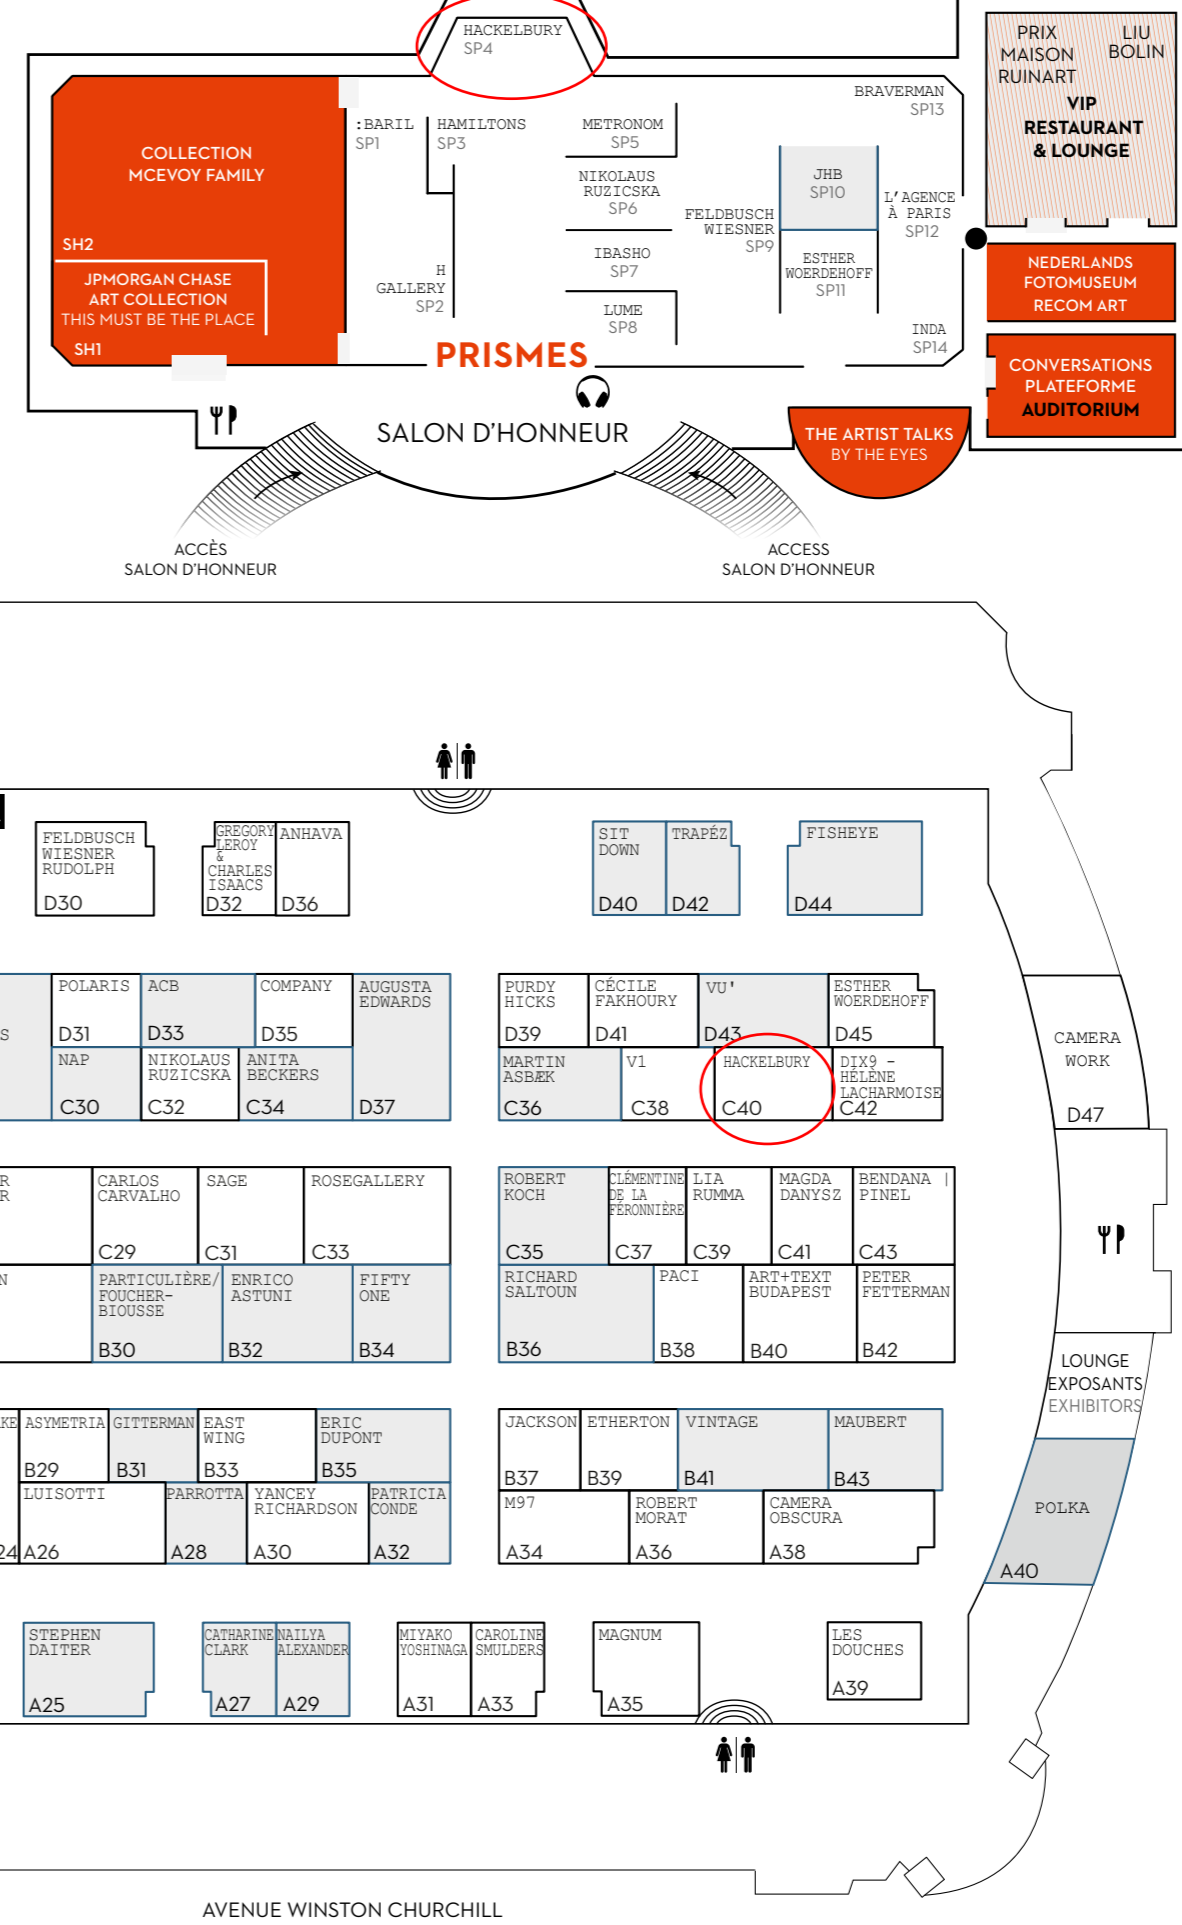 HACKELBURY
SP4
PRIX
MAISON
RUINART
LIU
BOLIN
VIP
RESTAURANT
& LOUNGE
BRAVERMAN
SP13
:BARIL
SP1
HAMILTONS
SP3
METRONOM
SP5
COLLECTION
MCEVOY FAMILY
SH2
NIKOLAUS
RUZICSKA
SP6
JHB
SP10
L'AGENCE
À PARIS
SP12
FELDBUSCH
WIESNER
SP9
IBASHO
SP7
ESTHER
WOERDEHOFF
SP11
NEDERLANDS
FOTOMUSEUM
RECOM ART
JPMORGAN CHASE
ART COLLECTION
THIS MUST BE THE PLACE
SH1
H
GALLERY
SP2
LUME
SP8
INDA
SP14
PRISMES
CONVERSATIONS
PLATEFORME
AUDITORIUM
SALON D'HONNEUR
THE ARTIST TALKS
BY THE EYES
ACCÈS
SALON D'HONNEUR
ACCESS
SALON D'HONNEUR
FELDBUSCH
WIESNER
RUDOLPH
D30
GREGORY
LEROY
&
CHARLES
ISAACS
D32
ANHAVA
D36
SIT
DOWN
D40
TRAPÉZ
D42
FISHEYE
D44
S
POLARIS
D31
ACB
D33
COMPANY
D35
AUGUSTA
EDWARDS
D37
PURDY
HICKS
D39
CÉCILE
FAKHOURY
D41
VU'
D43
ESTHER
WOERDEHOFF
D45
NAP
C30
NIKOLAUS
RUZICSKA
C32
ANITA
BECKERS
C34
MARTIN
ASBÆK
C36
V1
C38
HACKELBURY
C40
DIX9 -
HÉLÈNE
LACHARMOISE
C42
CAMERA
WORK
D47
R
R
CARLOS
CARVALHO
C29
SAGE
C31
ROSEGALLERY
C33
ROBERT
KOCH
C35
CLÉMENTINE
DE LA
FÉRONNIÈRE
C37
LIA
RUMMA
C39
MAGDA
DANYSZ
C41
BENDANA |
PINEL
C43
N
PARTICULIÈRE/
FOUCHER-
BIOUSSE
B30
ENRICO
ASTUNI
B32
FIFTY
ONE
B34
RICHARD
SALTOUN
B36
PACI
B38
ART+TEXT
BUDAPEST
B40
PETER
FETTERMAN
B42
LOUNGE
EXPOSANTS
EXHIBITORS
KE
ASYMETRIA
B29
GITTERMAN
B31
EAST
WING
B33
ERIC
DUPONT
B35
JACKSON
B37
ETHERTON
B39
VINTAGE
B41
MAUBERT
B43
24
LUISOTTI
A26
PARROTTA
A28
YANCEY
RICHARDSON
A30
PATRICIA
CONDE
A32
M97
A34
ROBERT
MORAT
A36
CAMERA
OBSCURA
A38
POLKA
A40
STEPHEN
DAITER
A25
CATHARINE
CLARK
A27
NAILYA
ALEXANDER
A29
MIYAKO
YOSHINAGA
A31
CAROLINE
SMULDERS
A33
MAGNUM
A35
LES
DOUCHES
A39
AVENUE WINSTON CHURCHILL